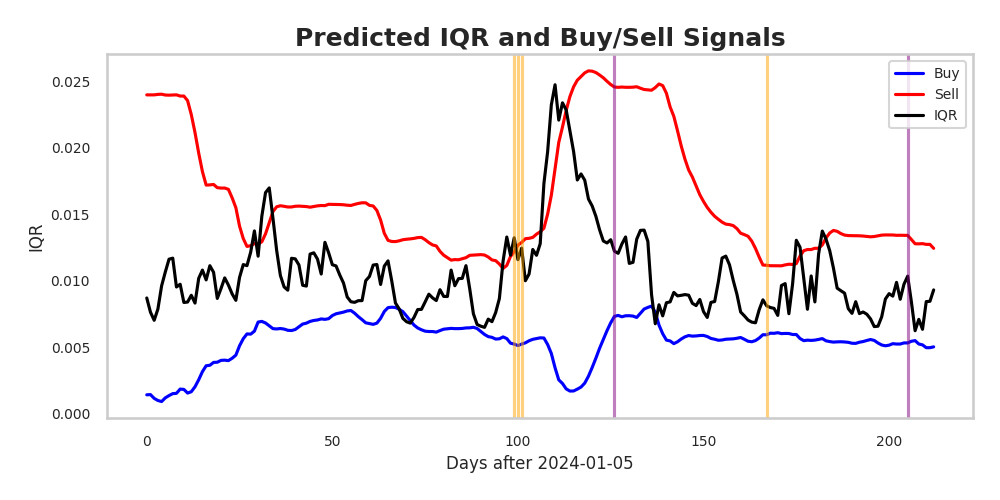 Predicted IQR and Buy/Sell Signals
0.025
0.020
0.015
0.010
0.005
0.000
IQR
Buy
Sell
IQR
0 50 100 150 200
Days after 2024-01-05